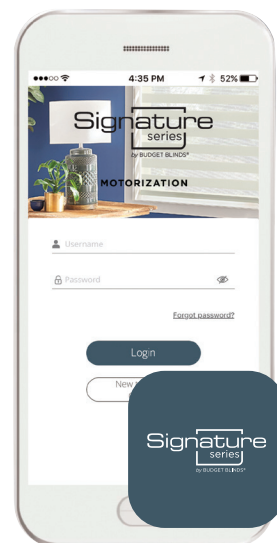 4:35 PM
52%
Signature
series
by BUDGET BLINDS®
MOTORIZATION
Username
Password
Forgot password?
Login
New
Signature
series
by BUDGET BLINDS®